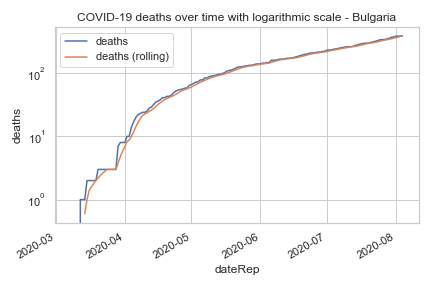 COVID-19 deaths over time with logarithmic scale - Bulgaria
deaths
deaths (rolling)
10²
10¹
10⁰
deaths
2020-03
2020-04
2020-05
2020-06
2020-07
2020-08
dateRep